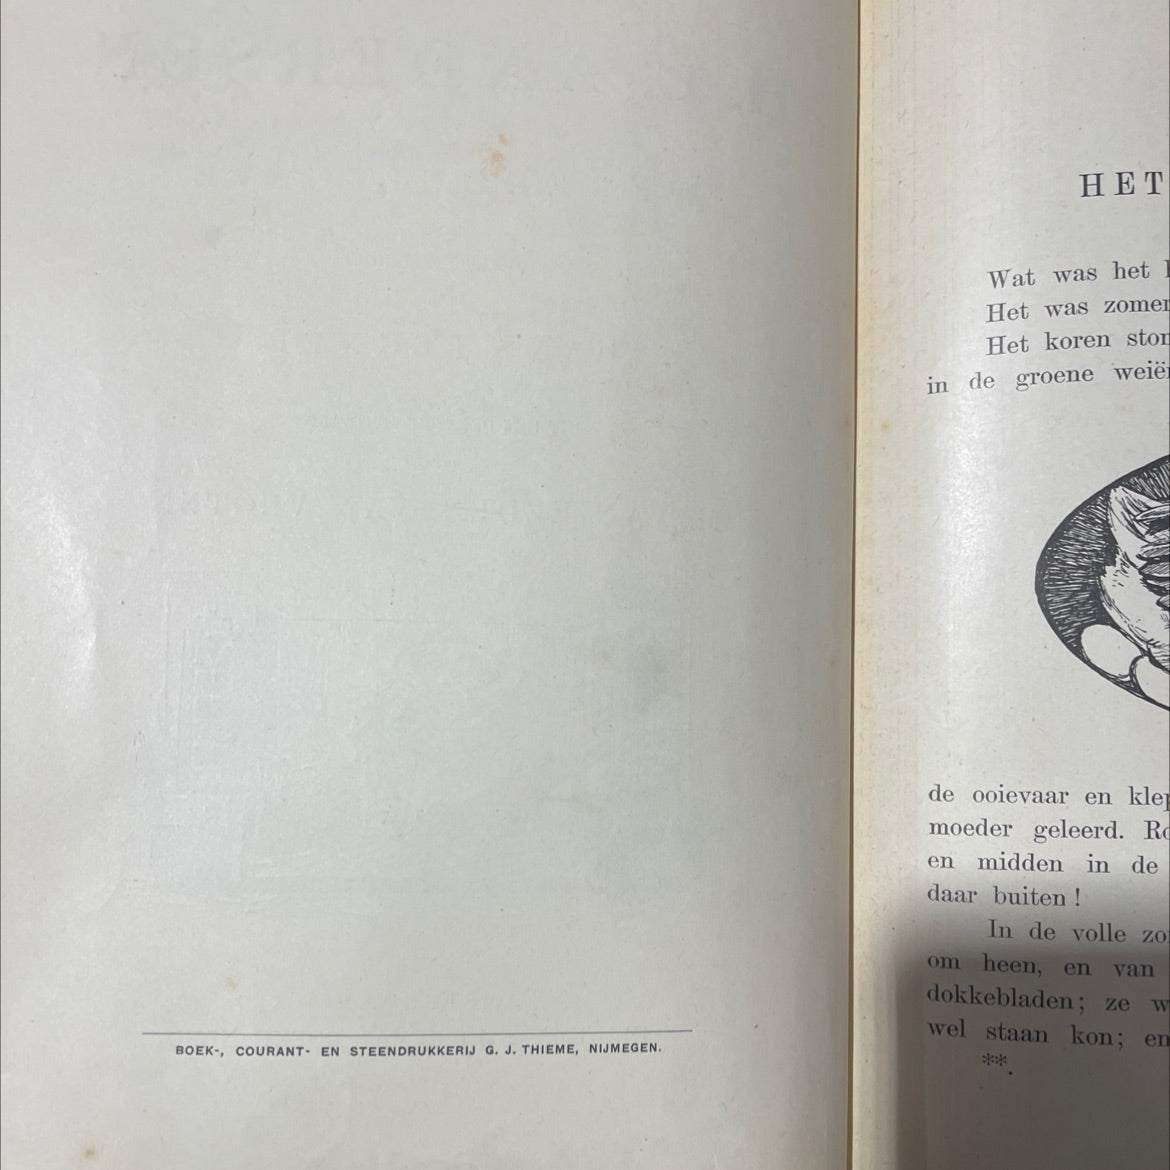 BOEK-, COURANT- EN STEENDRUKKERIJ G. J. THIEME, NIJMEGEN.
HET
Wat was het
Het was zomer
Het koren ston
in de groene weiën
de ooievaar en klep
moeder geleerd. Ro
en midden in de
daar buiten!
In de volle zo
om heen, en van
dokkebladen; ze w
wel staan kon; en
**.